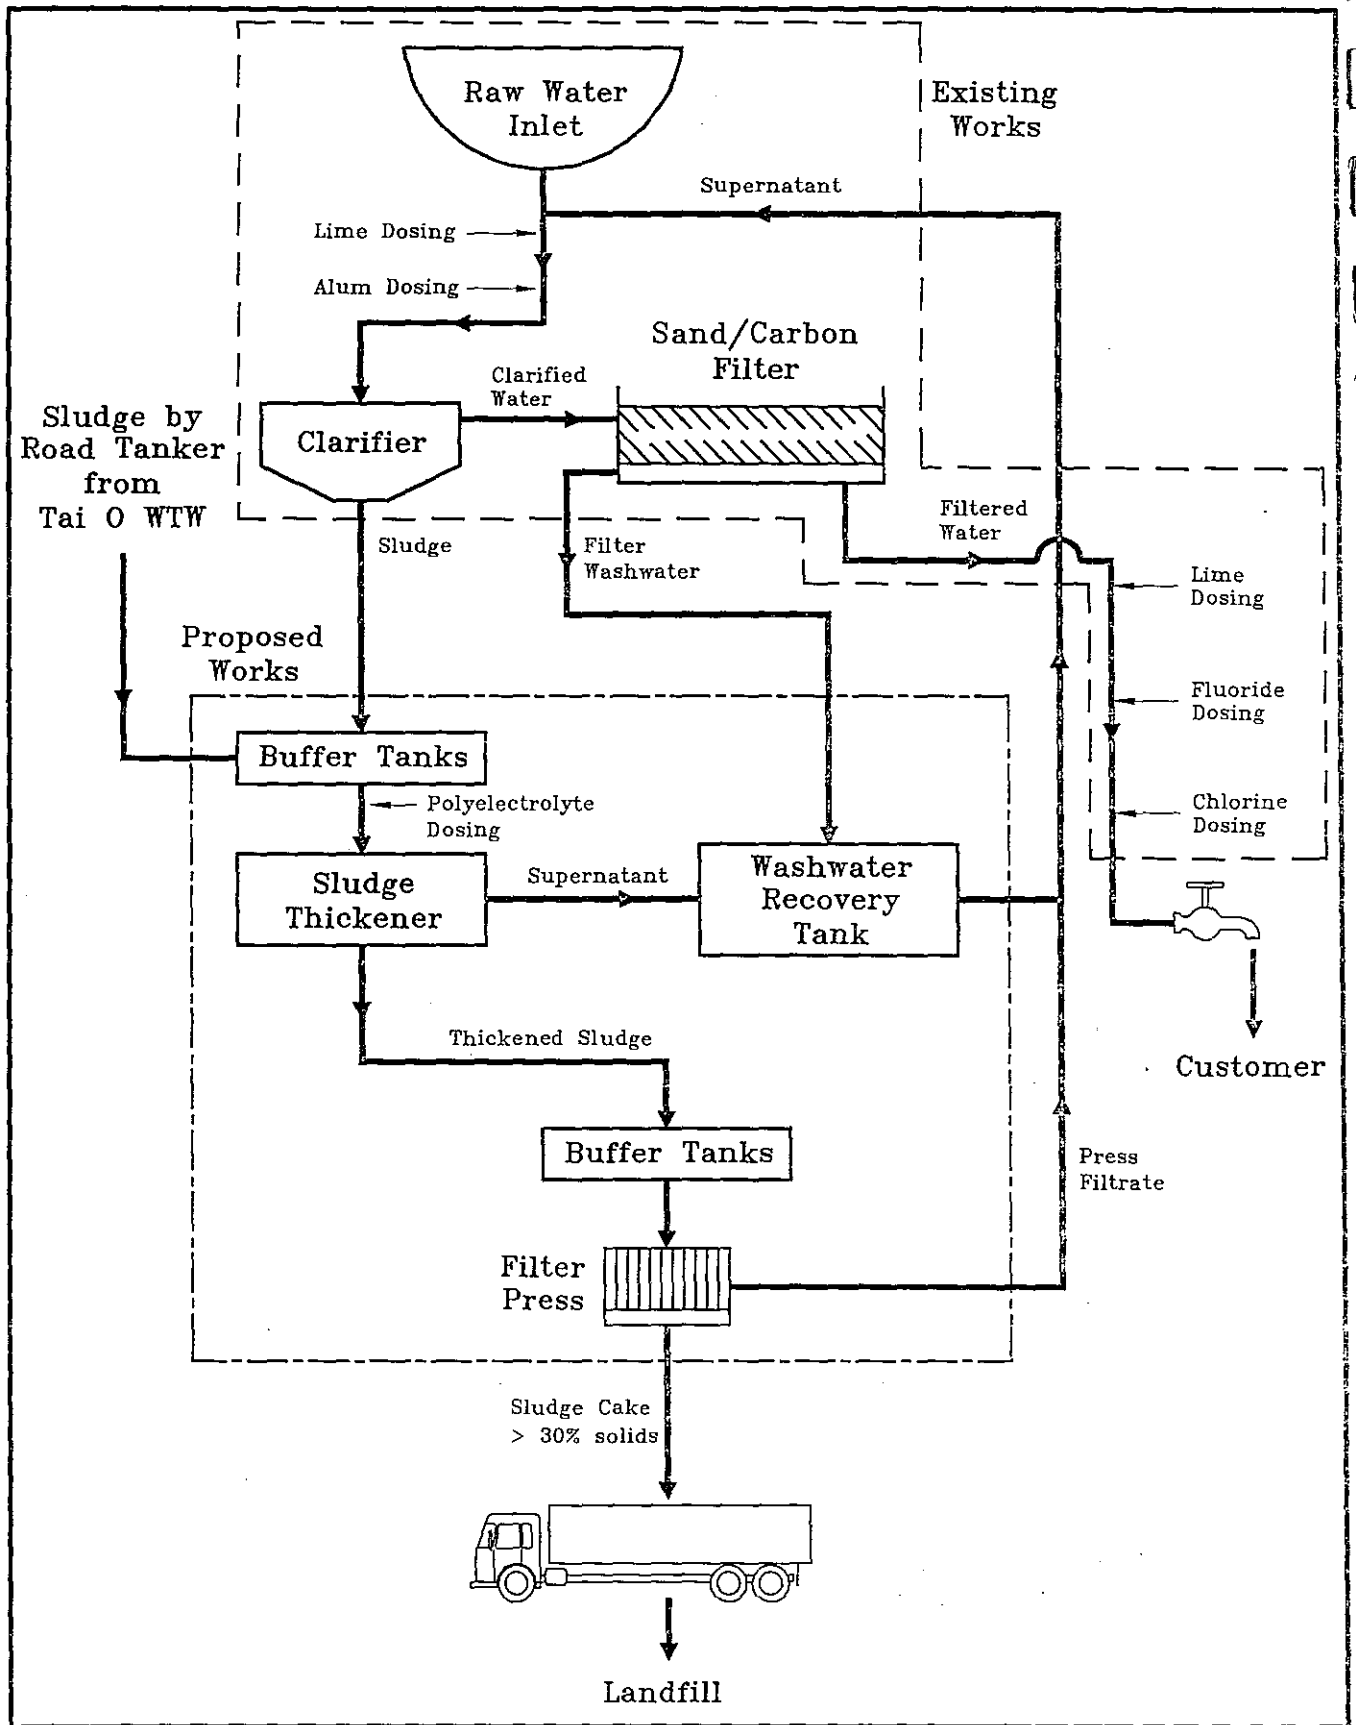 Raw Water
Inlet
Existing
Works
Supernatant
Lime Dosing
Alum Dosing
Sand/Carbon
Filter
Clarified
Water
Clarifier
Sludge by
Road Tanker
from
Tai O WTW
Sludge
Filter
Washwater
Filtered
Water
Lime
Dosing
Proposed
Works
Fluoride
Dosing
Buffer Tanks
Polyelectrolyte
Dosing
Chlorine
Dosing
Sludge
Thickener
Supernatant
Washwater
Recovery
Tank
Thickened Sludge
Customer
Buffer Tanks
Press
Filtrate
Filter
Press
Sludge Cake
> 30% solids
Landfill